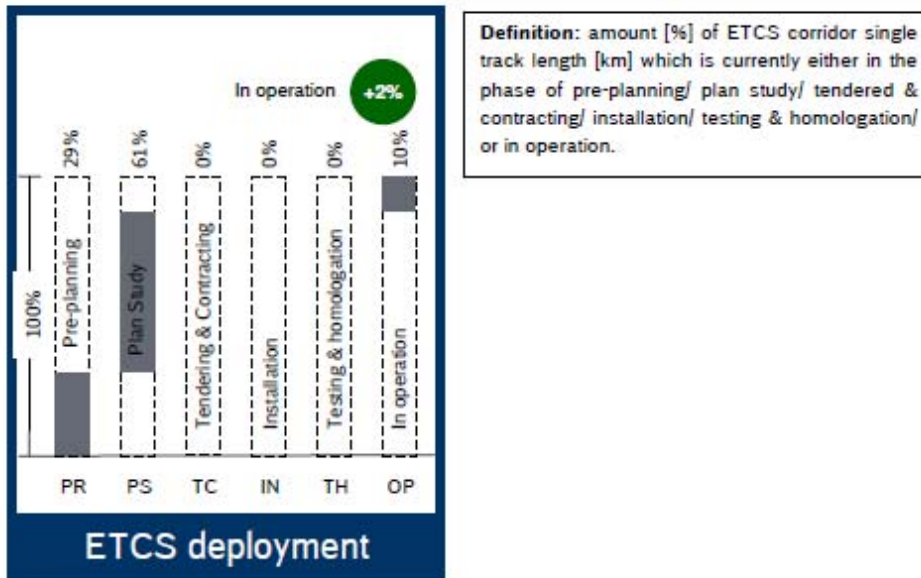 In operation
+2%
29%
61%
0%
0%
0%
10%
100%
Pre-planning
Plan Study
Tendering & Contracting
Installation
Testing & homologation
In operation
PR
PS
TC
IN
TH
OP
ETCS deployment
Definition: amount [%] of ETCS corridor single
track length [km] which is currently either in the
phase of pre-planning/ plan study/ tendered &
contracting/ installation/ testing & homologation/
or in operation.